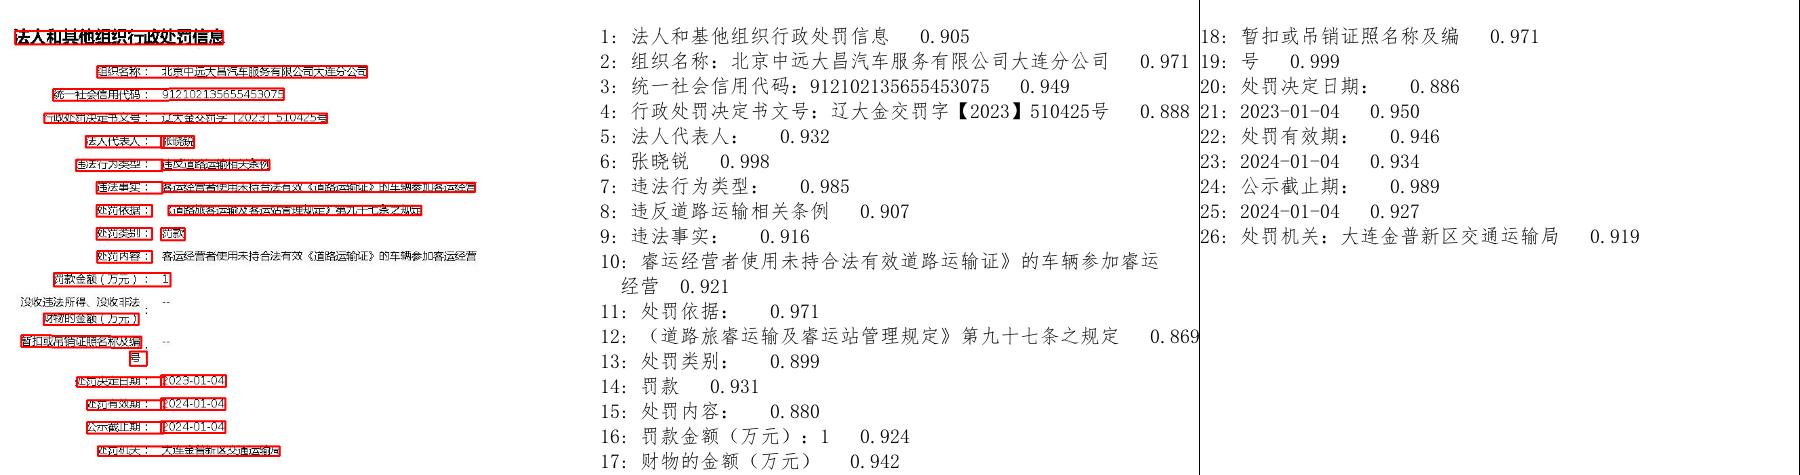 法人和其他组织行政处罚信息
组织名称： 北京中远大昌汽车服务有限公司大连分公司
统一社会信用代码： 912102135655453075
行政处罚决定书文号： 辽大金交罚字【2023】510425号
法人代表人： 张晓锐
违法行为类型： 违反道路运输相关条例
违法事实： 客运经营者使用未持合法有效《道路运输证》的车辆参加客运经营
处罚依据： 《道路旅客运输及客运站管理规定》第九十七条之规定
处罚类别： 罚款
处罚内容： 客运经营者使用未持合法有效《道路运输证》的车辆参加客运经营
罚款金额（万元）： 1
没收违法所得、没收非法
财物的金额（万元）： --
暂扣或吊销证照名称及编
号： --
处罚决定日期： 2023-01-04
处罚有效期： 2024-01-04
公示截止期： 2024-01-04
处罚机关： 大连金普新区交通运输局
1: 法人和基他组织行政处罚信息 0.905
2: 组织名称: 北京中远大昌汽车服务有限公司大连分公司 0.971
3: 统一社会信用代码: 912102135655453075 0.949
4: 行政处罚决定书文号: 辽大金交罚字【2023】510425号 0.888
5: 法人代表人: 0.932
6: 张晓锐 0.998
7: 违法行为类型: 0.985
8: 违反道路运输相关条例 0.907
9: 违法事实: 0.916
10: 睿运经营者使用未持合法有效道路运输证》的车辆参加睿运
经营 0.921
11: 处罚依据: 0.971
12: （道路旅睿运输及睿运站管理规定》第九十七条之规定 0.869
13: 处罚类别: 0.899
14: 罚款 0.931
15: 处罚内容: 0.880
16: 罚款金额（万元）: 1 0.924
17: 财物的金额（万元） 0.942
18: 暂扣或吊销证照名称及编 0.971
19: 号 0.999
20: 处罚决定日期: 0.886
21: 2023-01-04 0.950
22: 处罚有效期: 0.946
23: 2024-01-04 0.934
24: 公示截止期: 0.989
25: 2024-01-04 0.927
26: 处罚机关: 大连金普新区交通运输局 0.919